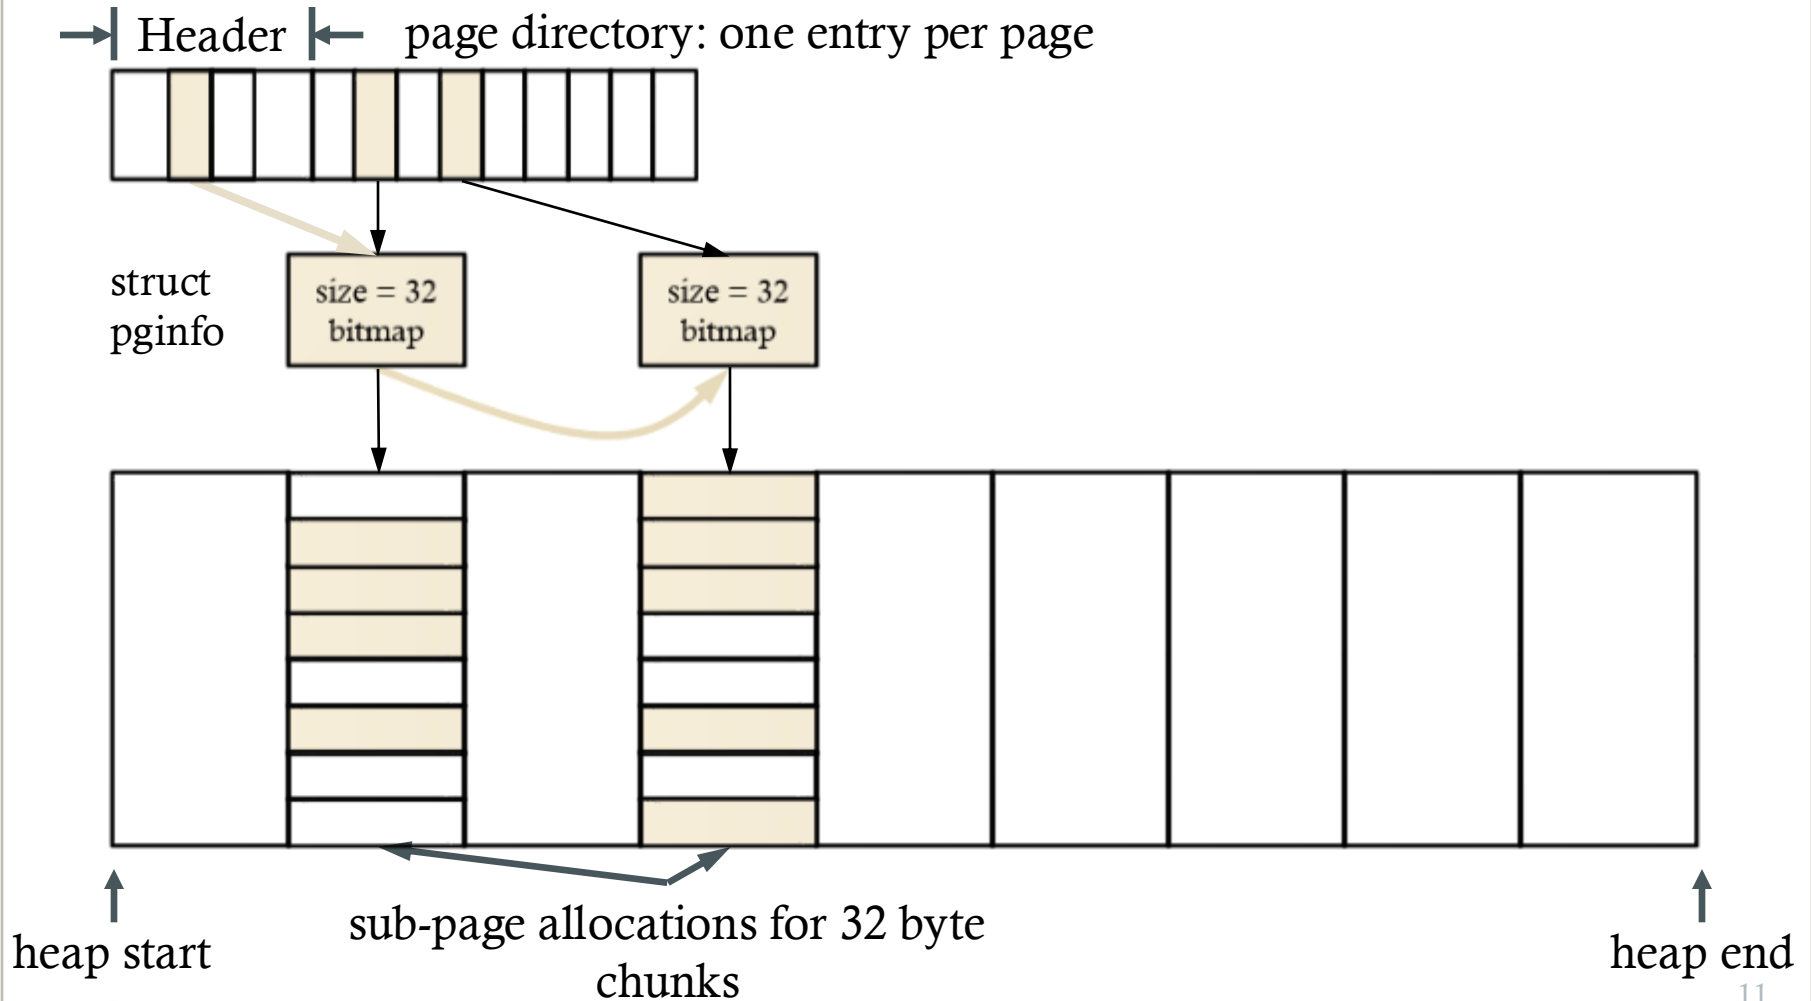 Header
page directory: one entry per page
struct
pginfo
size = 32
bitmap
size = 32
bitmap
sub-page allocations for 32 byte
chunks
heap start
heap end
11